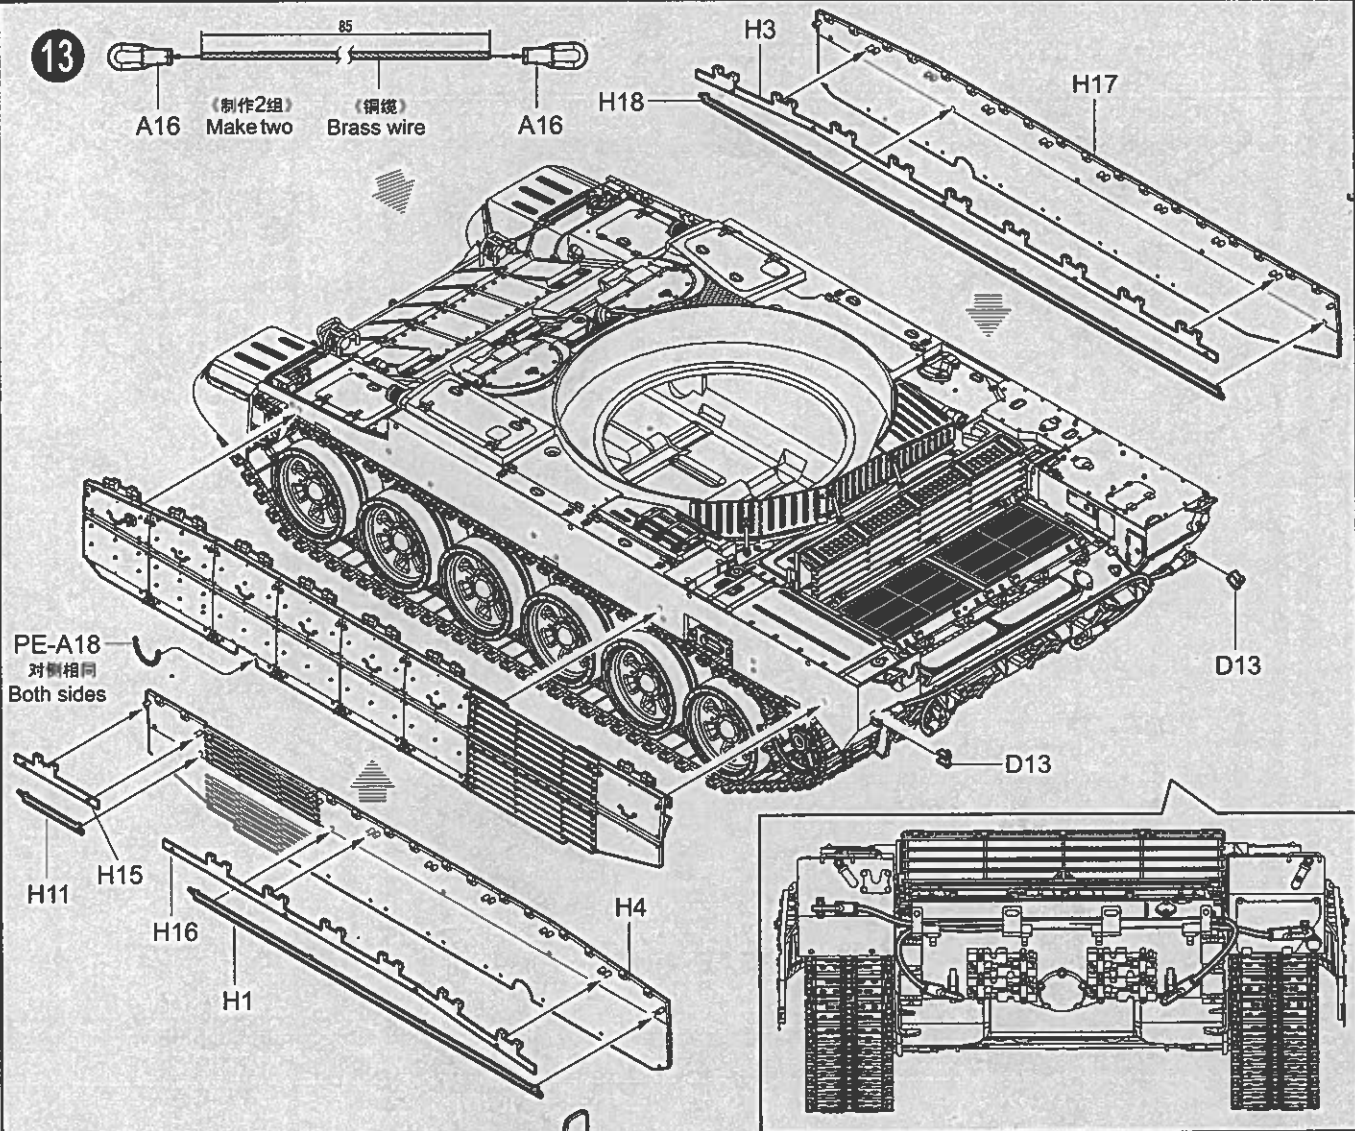 13
85
A16
《制作2组》
Make two
《铜缆》
Brass wire
A16
H3
H17
H18
PE-A18
对侧相同
Both sides
D13
D13
H11
H15
H16
H1
H4